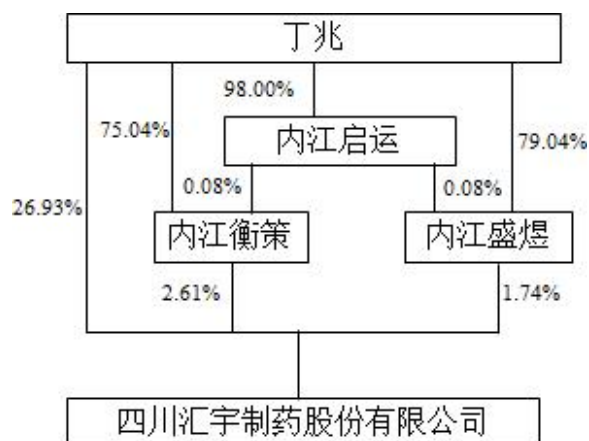 丁兆
98.00%
75.04%
内江启运
79.04%
0.08%
0.08%
26.93%
内江衡策
内江盛煜
2.61%
1.74%
四川汇宇制药股份有限公司